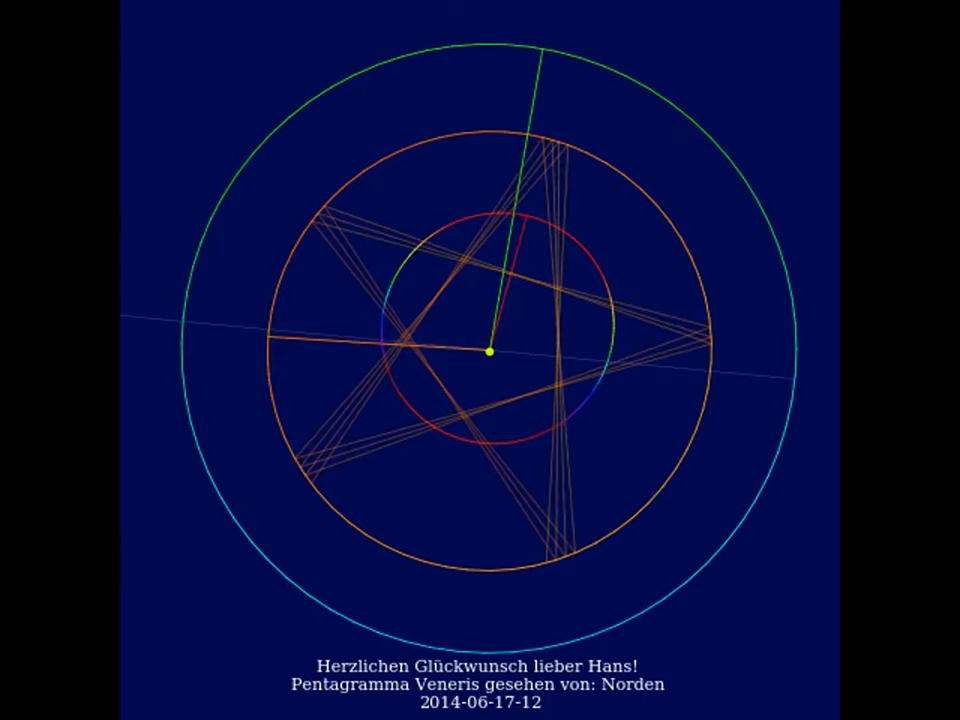 Herzlichen Glückwunsch lieber Hans!
Pentagramma Veneris gesehen von: Norden
2014-06-17-12